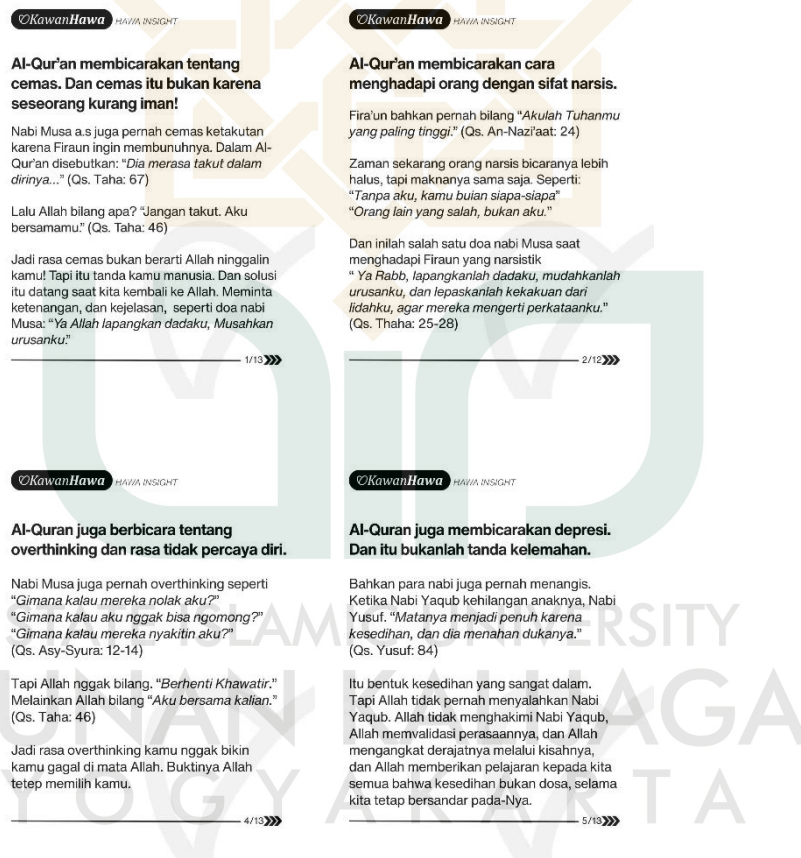 ♡KawanHawa HAWA INSIGHT
Al-Qur'an membicarakan tentang
cemas. Dan cemas itu bukan karena
seseorang kurang iman!
Nabi Musa a.s juga pernah cemas ketakutan
karena Firaun ingin membunuhnya. Dalam Al-
Qur'an disebutkan: “Dia merasa takut dalam
dirinya...” (Qs. Taha: 67)
Lalu Allah bilang apa? “Jangan takut. Aku
bersamamu.” (Qs. Taha: 46)
Jadi rasa cemas bukan berarti Allah ninggalin
kamu! Tapi itu tanda kamu manusia. Dan solusi
itu datang saat kita kembali ke Allah. Meminta
ketenangan, dan kejelasan, seperti doa nabi
Musa: “Ya Allah lapangkan dadaku, Musahkan
urusanku.”
1/13
♡KawanHawa HAWA INSIGHT
Al-Qur'an membicarakan cara
menghadapi orang dengan sifat narsis.
Fira'un bahkan pernah bilang “Akulah Tuhanmu
yang paling tinggi.” (Qs. An-Nazi'aat: 24)
Zaman sekarang orang narsis bicaranya lebih
halus, tapi maknanya sama saja. Seperti:
“Tanpa aku, kamu buian siapa-siapa”
“Orang lain yang salah, bukan aku.”
Dan inilah salah satu doa nabi Musa saat
menghadapi Firaun yang narsistik
“ Ya Rabb, lapangkanlah dadaku, mudahkanlah
urusanku, dan lepaskanlah kekakuan dari
lidahku, agar mereka mengerti perkataanku.”
(Qs. Thaha: 25-28)
2/12
♡KawanHawa HAWA INSIGHT
Al-Quran juga berbicara tentang
overthinking dan rasa tidak percaya diri.
Nabi Musa juga pernah overthinking seperti
“Gimana kalau mereka nolak aku?”
“Gimana kalau aku nggak bisa ngomong?”
“Gimana kalau mereka nyakitin aku?”
(Qs. Asy-Syura: 12-14)
Tapi Allah nggak bilang. “Berhenti Khawatir.”
Melainkan Allah bilang “Aku bersama kalian.”
(Qs. Taha: 46)
Jadi rasa overthinking kamu nggak bikin
kamu gagal di mata Allah. Buktinya Allah
tetep memilih kamu.
4/13
♡KawanHawa HAWA INSIGHT
Al-Quran juga membicarakan depresi.
Dan itu bukanlah tanda kelemahan.
Bahkan para nabi juga pernah menangis.
Ketika Nabi Yaqub kehilangan anaknya, Nabi
Yusuf. “Matanya menjadi penuh karena
kesedihan, dan dia menahan dukanya.”
(Qs. Yusuf: 84)
Itu bentuk kesedihan yang sangat dalam.
Tapi Allah tidak pernah menyalahkan Nabi
Yaqub. Allah tidak menghakimi Nabi Yaqub,
Allah memvalidasi perasaannya, dan Allah
mengangkat derajatnya melalui kisahnya,
dan Allah memberikan pelajaran kepada kita
semua bahwa kesedihan bukan dosa, selama
kita tetap bersandar pada-Nya.
5/13
STATE ISLAMIC UNIVERSITY
SUNAN KALIJAGA
YOGYAKARTA